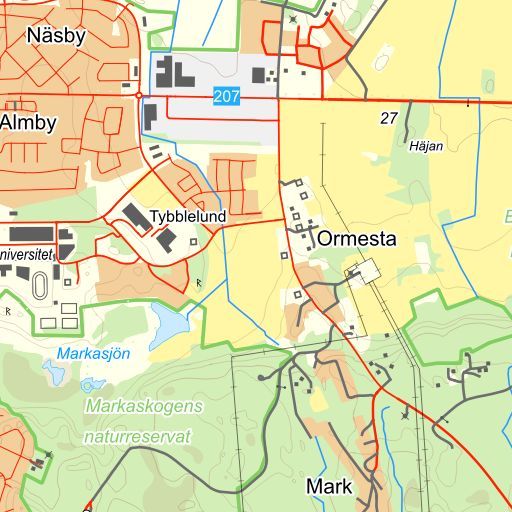 Näsby
207
Almby
27
Häjan
Tybblelund
Ormesta
niversitet
Markasjön
Markaskogens
naturreservat
Mark